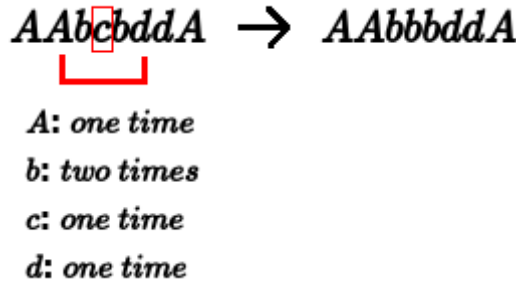 AAbcbddA → AAbbbddA
A: one time
b: two times
c: one time
d: one time